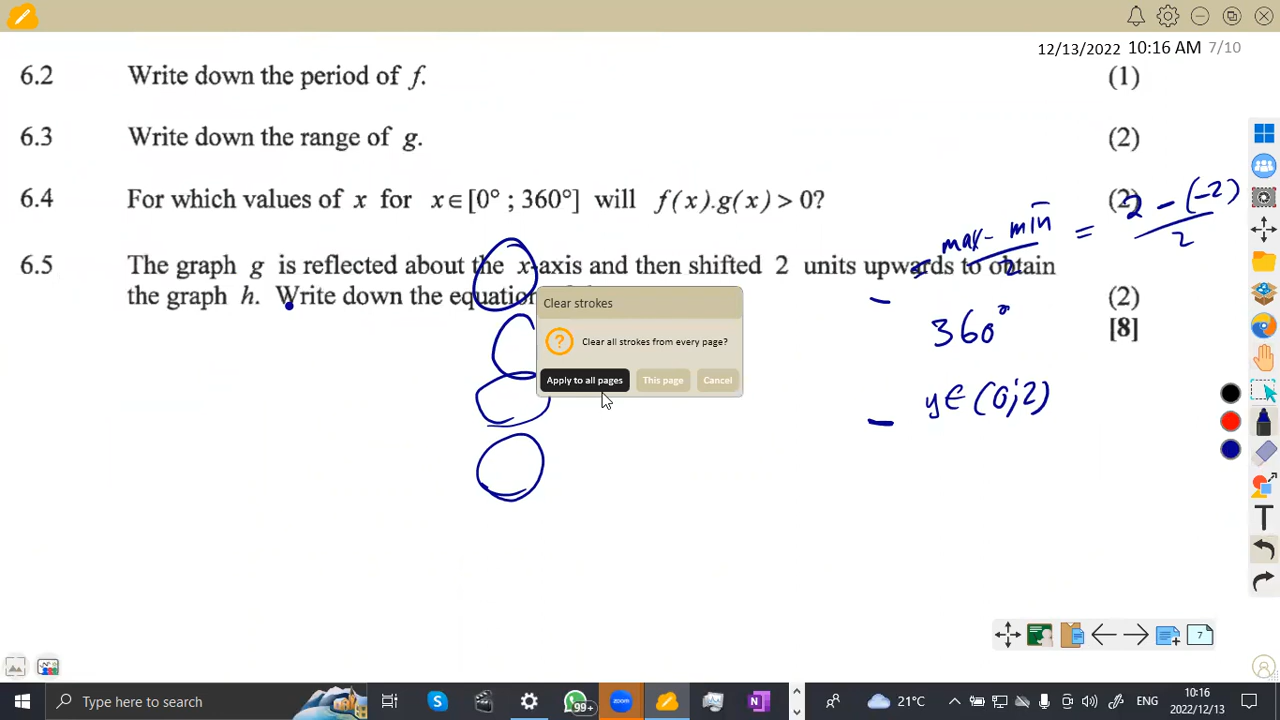 12/13/2022 10:16 AM 7/10
6.2 Write down the period of f. (1)
6.3 Write down the range of g. (2)
6.4 For which values of x for x∈[0° ; 360°] will f(x).g(x) > 0? (2)
= max - min / 2 = 2 - (-2) / 2
6.5 The graph g is reflected about the x-axis and then shifted 2 units upwards to obtain
the graph h. Write down the equation (2)
360° [8]
y∈(0;2)
Clear strokes
Clear all strokes from every page?
Apply to all pages This page Cancel
7
Type here to search
99+
zoom
21°C
ENG
10:16
2022/12/13